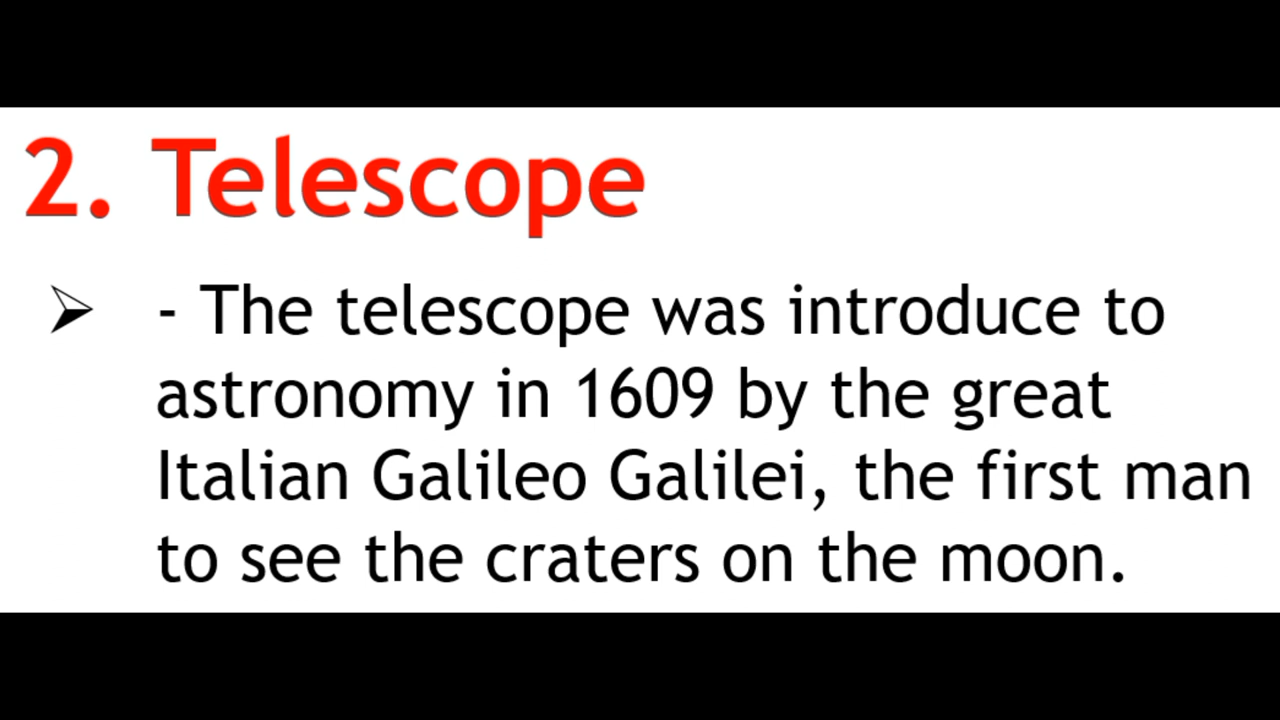 2. Telescope
➢ - The telescope was introduce to
astronomy in 1609 by the great
Italian Galileo Galilei, the first man
to see the craters on the moon.